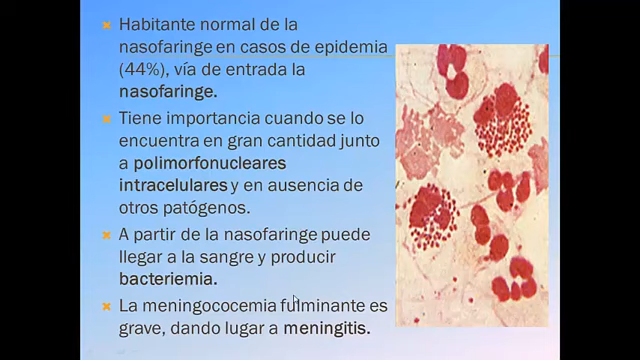 Habitante normal de la
nasofaringe en casos de epidemia
(44%), vía de entrada la
nasofaringe.
Tiene importancia cuando se lo
encuentra en gran cantidad junto
a polimorfonucleares
intracelulares y en ausencia de
otros patógenos.
A partir de la nasofaringe puede
llegar a la sangre y producir
bacteriemia.
La meningococemia fulminante es
grave, dando lugar a meningitis.